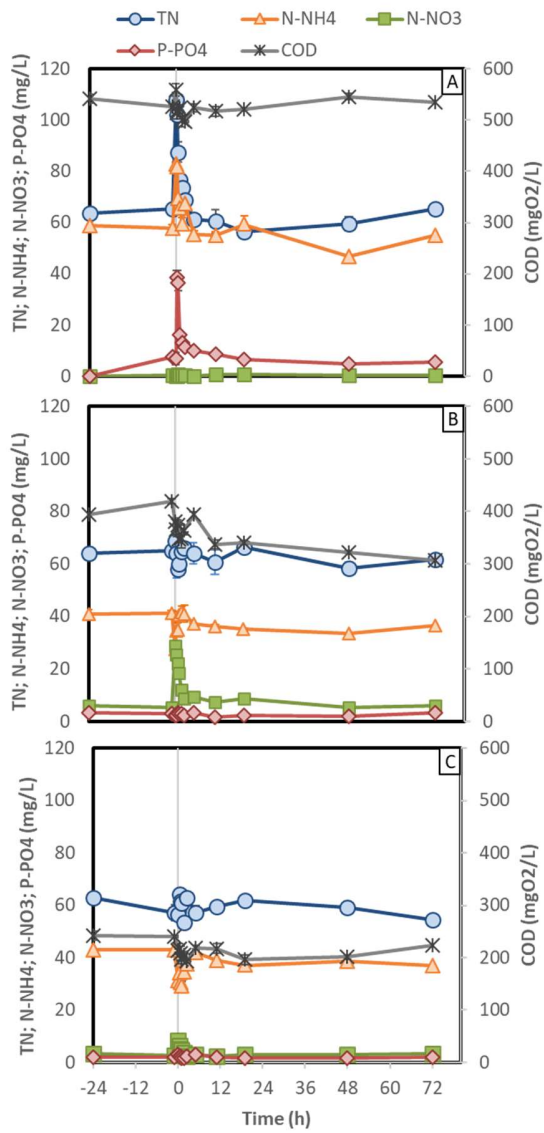 TN N-NH4 N-NO3
P-PO4 COD
A
120 600
100 500
80 400
60 300
40 200
20 100
0 0
TN; N-NH4; N-NO3; P-PO4 (mg/L)
COD (mgO2/L)
B
120 600
100 500
80 400
60 300
40 200
20 100
0 0
TN; N-NH4; N-NO3; P-PO4 (mg/L)
COD (mgO2/L)
C
120 600
100 500
80 400
60 300
40 200
20 100
0 0
TN; N-NH4; N-NO3; P-PO4 (mg/L)
COD (mgO2/L)
-24 -12 0 12 24 36 48 60 72
Time (h)